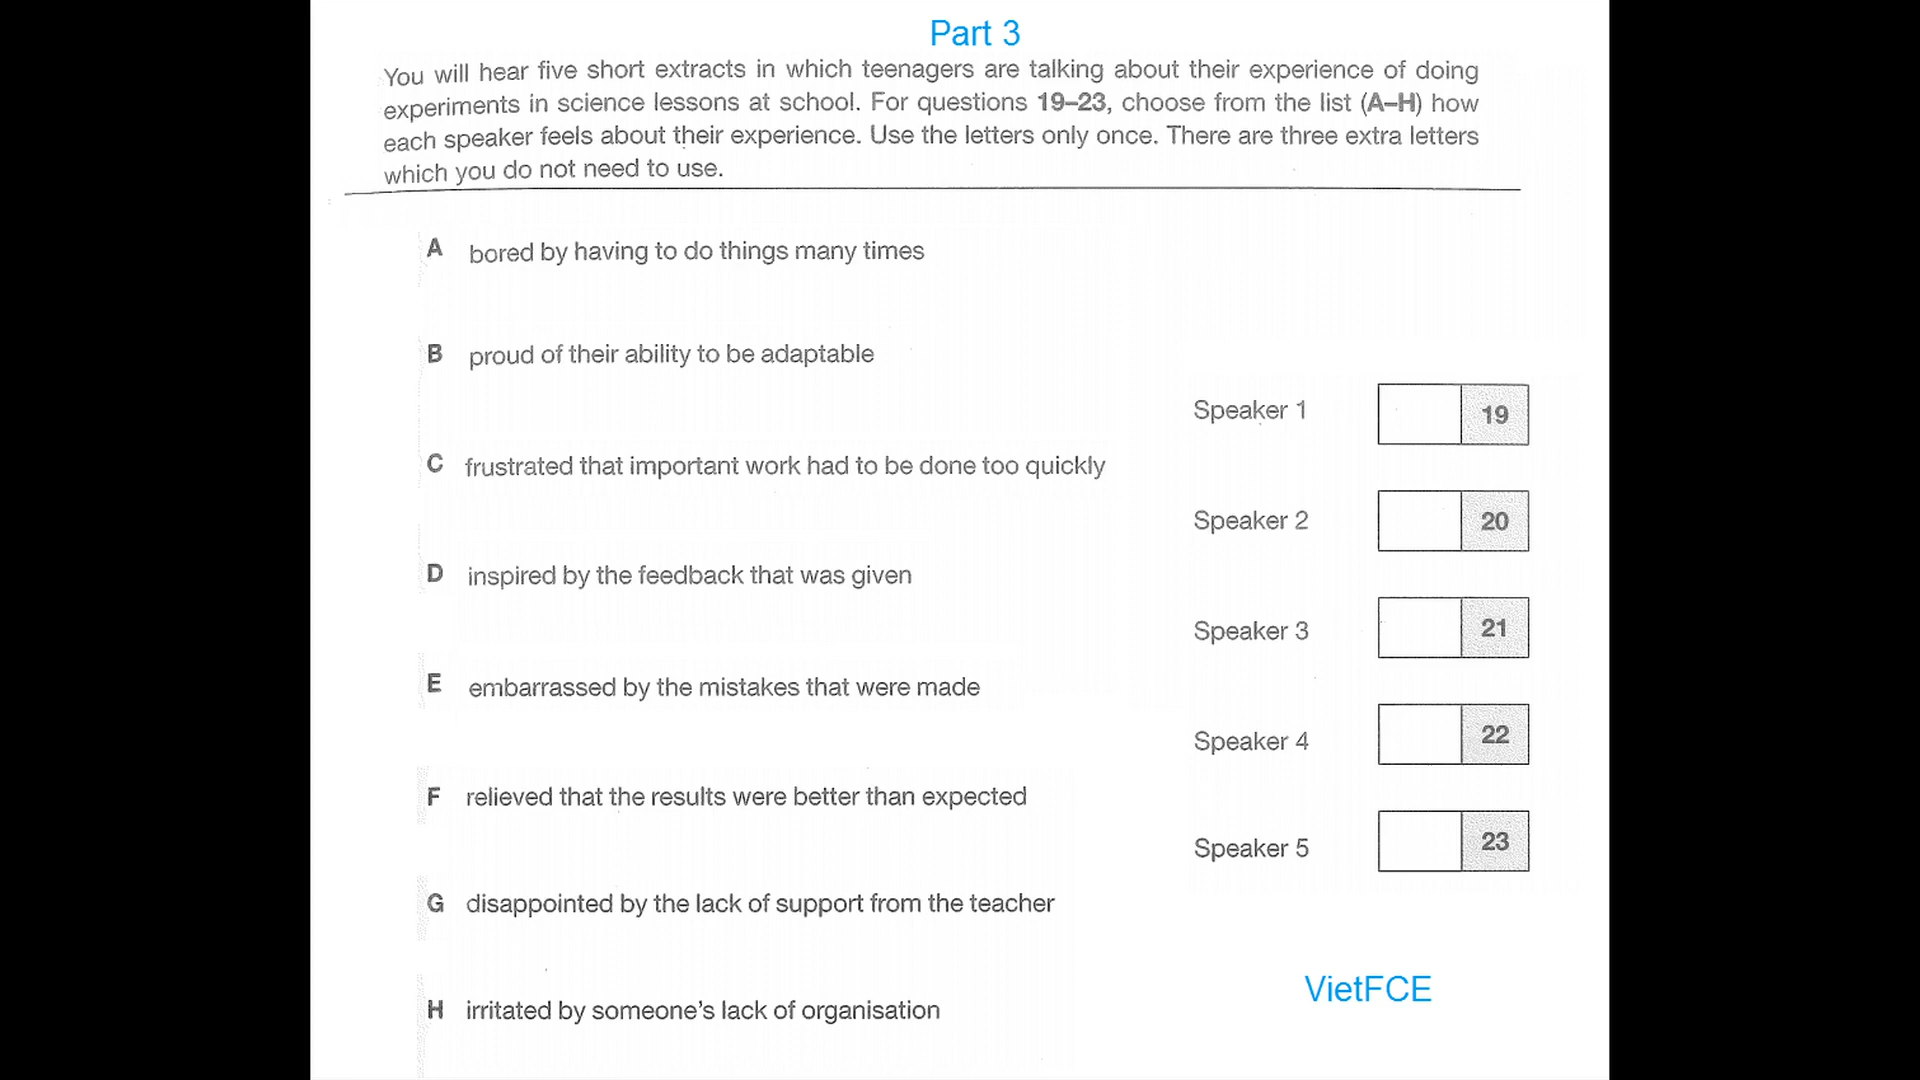 Part 3
You will hear five short extracts in which teenagers are talking about their experience of doing
experiments in science lessons at school. For questions 19–23, choose from the list (A–H) how
each speaker feels about their experience. Use the letters only once. There are three extra letters
which you do not need to use.
A bored by having to do things many times
B proud of their ability to be adaptable
C frustrated that important work had to be done too quickly
D inspired by the feedback that was given
E embarrassed by the mistakes that were made
F relieved that the results were better than expected
G disappointed by the lack of support from the teacher
H irritated by someone's lack of organisation
Speaker 1 19
Speaker 2 20
Speaker 3 21
Speaker 4 22
Speaker 5 23
VietFCE